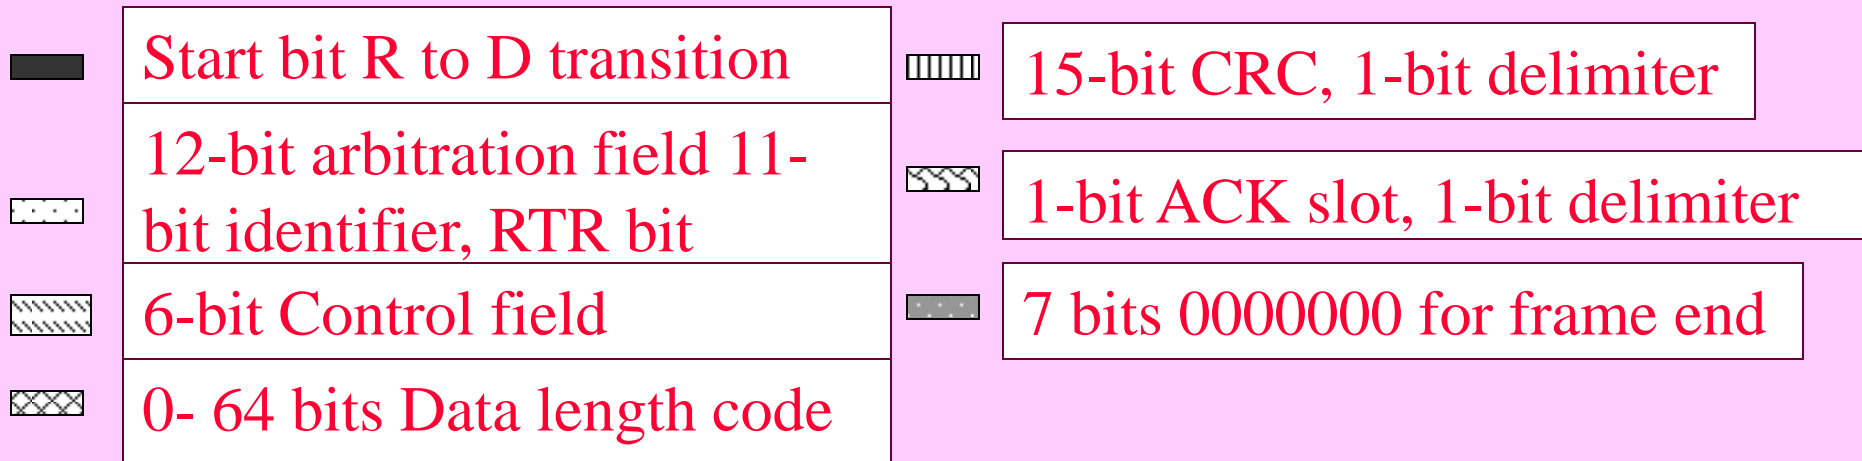 Start bit R to D transition
12-bit arbitration field 11-
bit identifier, RTR bit
6-bit Control field
0- 64 bits Data length code
15-bit CRC, 1-bit delimiter
1-bit ACK slot, 1-bit delimiter
7 bits 0000000 for frame end